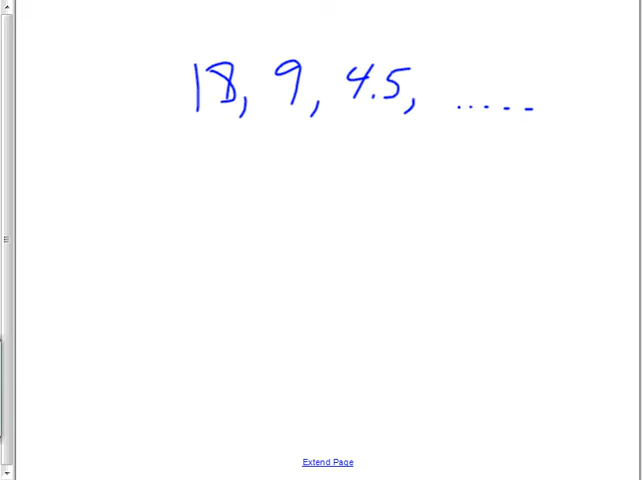 18, 9, 4.5, .....
Extend Page